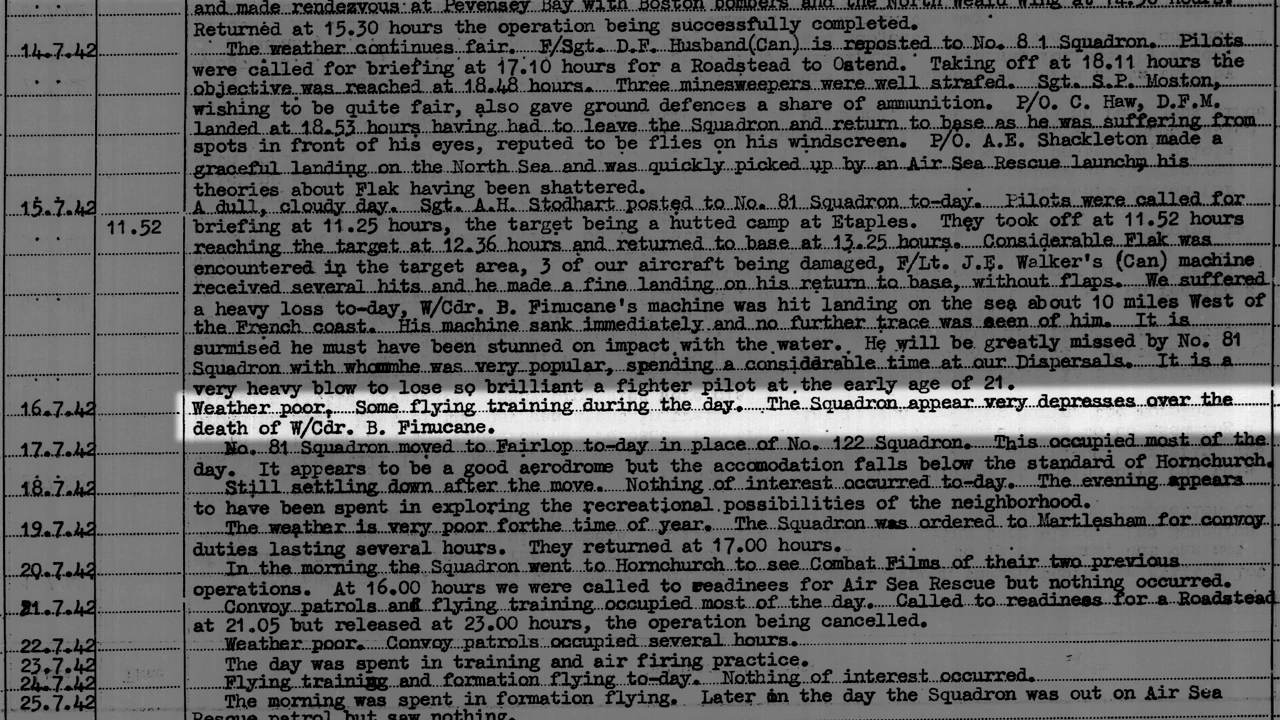 and made rendezvous at Pevensey Bay with Boston bombers and the North Weald Wing at 14.50 hours.
Returned at 15.30 hours the operation being successfully completed.
14.7.42 The weather continues fair. F/Sgt. D.F. Husband(Can) is reposted to No. 8 1 Squadron. Pilots
were called for briefing at 17.10 hours for a Roadstead to Ostend. Taking off at 18.11 hours the
objective was reached at 18.48 hours. Three minesweepers were well strafed. Sgt. S.P. Moston,
wishing to be quite fair, also gave ground defences a share of ammunition. P/O. C. Haw, D.F.M.
landed at 18.53 hours having had to leave the Squadron and return to base as he was suffering from
spots in front of his eyes, reputed to be flies on his windscreen. P/O. A.E. Shackleton made a
graceful landing on the North Sea and was quickly picked up by an Air Sea Rescue launch, his
theories about Flak having been shattered.
15.7.42 A dull, cloudy day. Sgt. A.H. Stodhart posted to No. 81 Squadron to-day. Pilots were called for
11.52 briefing at 11.25 hours, the target being a hutted camp at Etaples. They took off at 11.52 hours
reaching the target at 12.36 hours and returned to base at 13.25 hours. Considerable Flak was
encountered in the target area, 3 of our aircraft being damaged, F/Lt. J.E. Walker's (Can) machine
received several hits and he made a fine landing on his return to base, without flaps. We suffered
a heavy loss to-day, W/Cdr. B. Finucane's machine was hit landing on the sea about 10 miles West of
the French coast. His machine sank immediately and no further trace was seen of him. It is
surmised he must have been stunned on impact with the water. He will be greatly missed by No. 81
Squadron with whom he was very popular, spending a considerable time at our Dispersals. It is a
very heavy blow to lose so brilliant a fighter pilot at the early age of 21.
16.7.42 Weather poor. Some flying training during the day. The Squadron appear very depresses over the
death of W/Cdr. B. Finucane.
17.7.42 No. 81 Squadron moved to Fairlop to-day in place of No. 122 Squadron. This occupied most of the
day. It appears to be a good aerodrome but the accomodation falls below the standard of Hornchurch.
18.7.42 Still settling down after the move. Nothing of interest occurred to-day. The evening appears
to have been spent in exploring the recreational possibilities of the neighborhood.
19.7.42 The weather is very poor forthe time of year. The Squadron was ordered to Martlesham for convoy
duties lasting several hours. They returned at 17.00 hours.
20.7.42 In the morning the Squadron went to Hornchurch to see Combat Films of their two previous
operations. At 16.00 hours we were called to readinees for Air Sea Rescue but nothing occurred.
21.7.42 Convoy patrols and flying training occupied most of the day. Called to readiness for a Roadstead
at 21.05 but released at 23.00 hours, the operation being cancelled.
22.7.42 Weather poor. Convoy patrols occupied several hours.
23.7.42 The day was spent in training and air firing practice.
24.7.42 Flying training and formation flying to-day. Nothing of interest occurred.
25.7.42 The morning was spent in formation flying. Later in the day the Squadron was out on Air Sea
Rescue patrol but saw nothing.